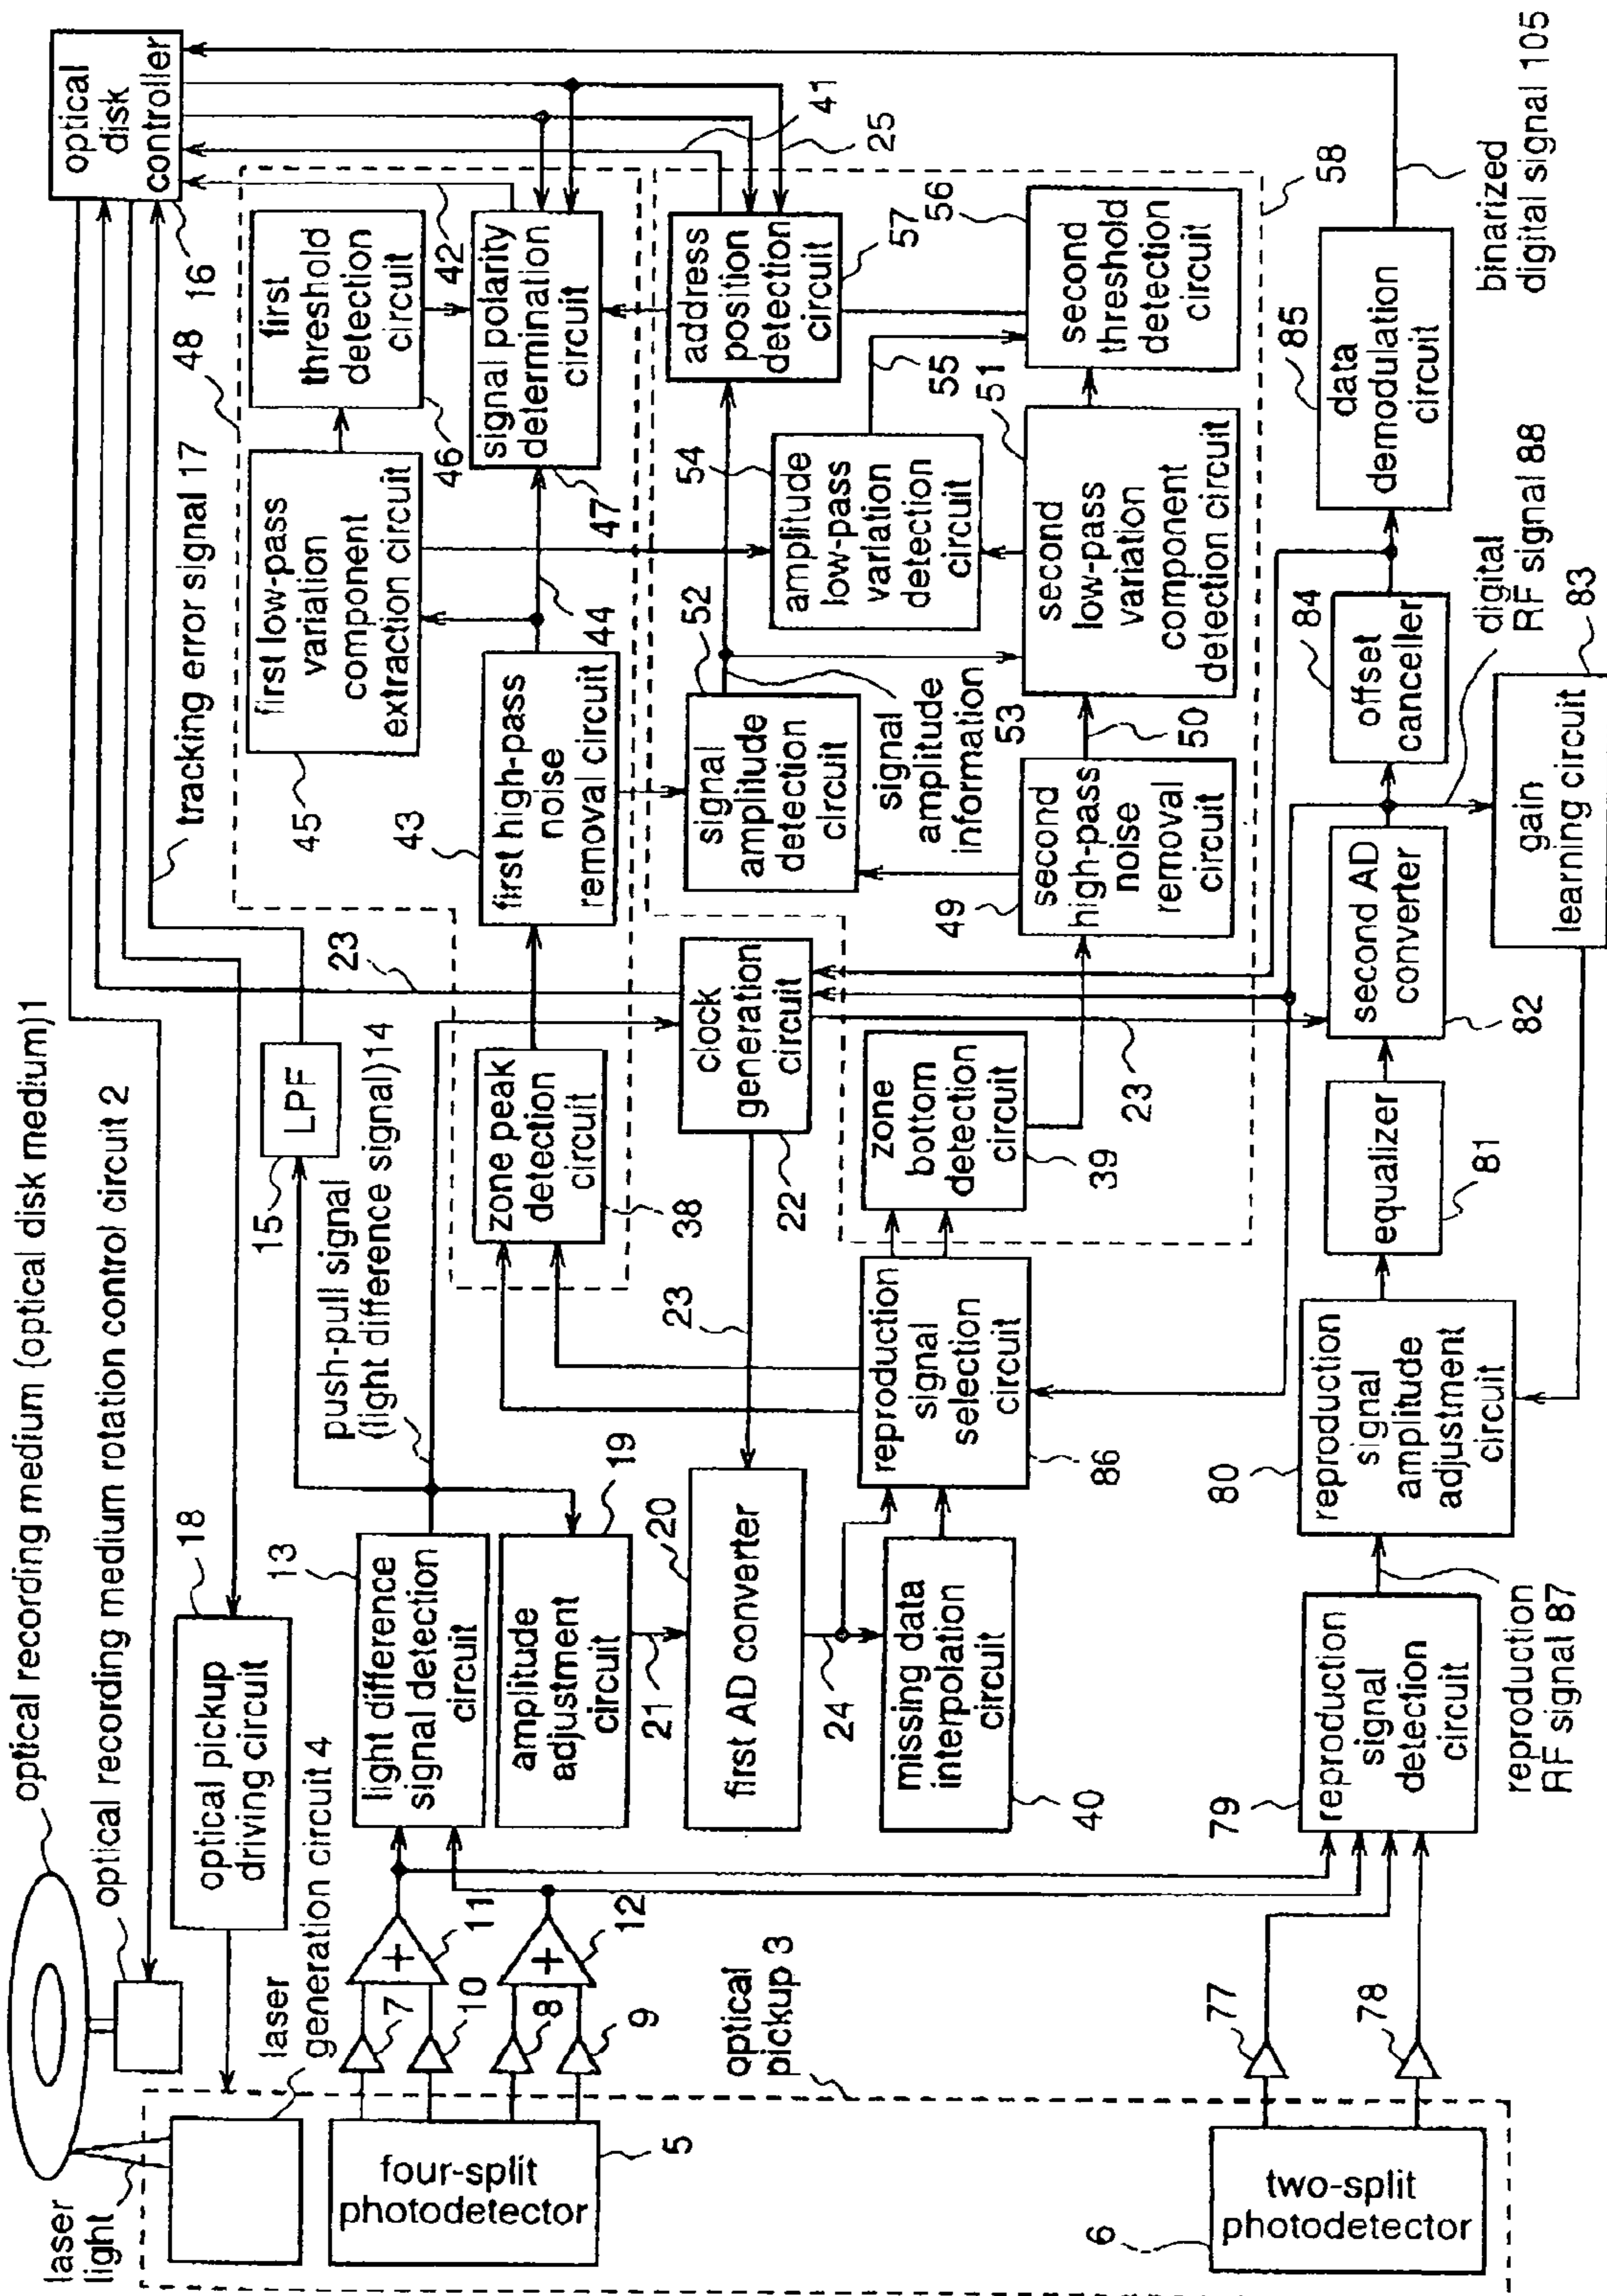 optical recording medium (optical disk medium)1
optical recording medium rotation control circuit 2
laser
light
laser
generation circuit 4
optical pickup
driving circuit
18
four-split
photodetector
5
7
10
8
9
11
12
optical
pickup 3
two-split
photodetector
6
77
78
light difference
signal detection
circuit
13
amplitude
adjustment
circuit
19
21
first AD converter
20
24
missing data
interpolation
circuit
40
reproduction
signal
detection
circuit
79
reproduction
RF signal 87
push-pull signal
(light difference signal)14
LPF
15
zone peak
detection
circuit
38
clock
generation
circuit
22
23
23
23
reproduction
signal
selection
circuit
86
zone
bottom
detection
circuit
39
reproduction
signal
amplitude
adjustment
circuit
80
equalizer
81
second AD
converter
82
gain
learning circuit
83
digital
RF signal 88
offset
canceller
84
data
demodulation
circuit
85
binarized
digital signal 105
optical
disk
controller
16
tracking error signal 17
48
first low-pass
variation
component
extraction circuit
45
first
threshold
detection
circuit
46
first high-pass
noise
removal circuit
43
44
signal polarity
determination
circuit
47
42
41
25
signal
amplitude
detection
circuit
52
signal
amplitude
information
53
address
position
detection
circuit
57
amplitude
low-pass
variation
detection
circuit
54
55
second
high-pass
noise
removal
circuit
49
50
second
low-pass
variation
component
detection circuit
51
second
threshold
detection
circuit
56
58